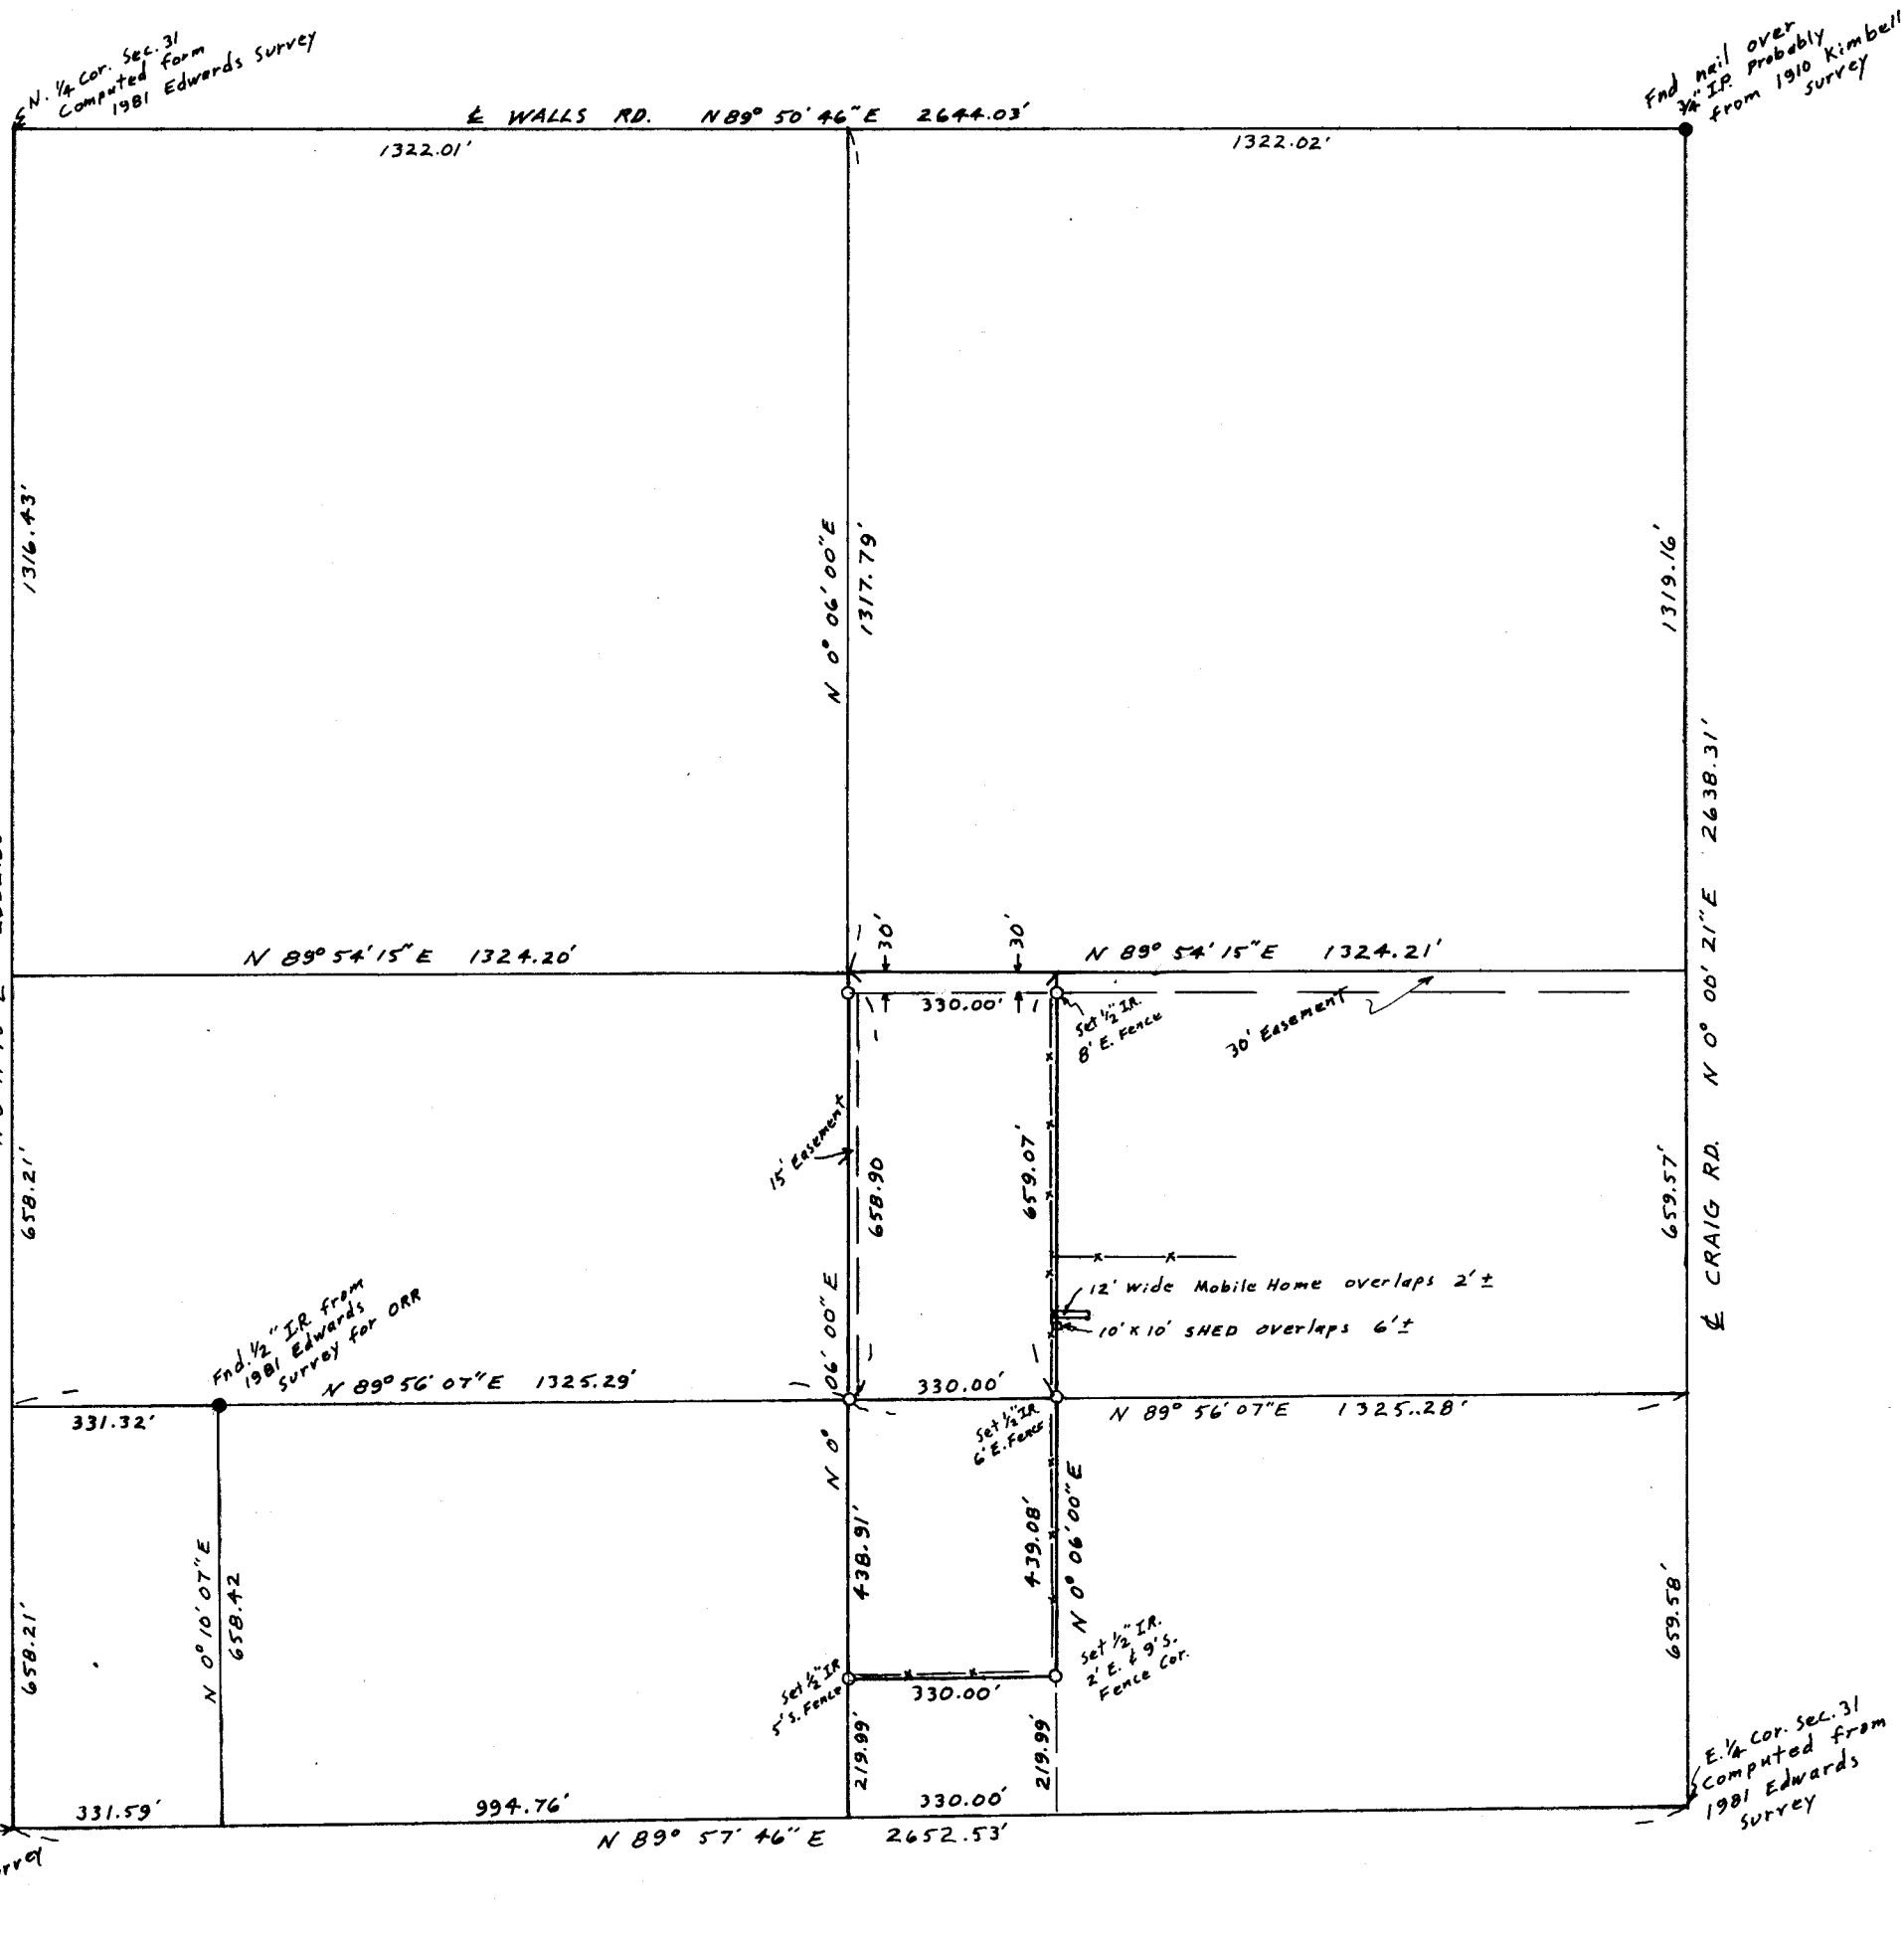 N. 1/4 Cor. Sec. 31
Computed form
1981 Edwards Survey
Fnd nail over
3/4" I.P. Probably
from 1910 Kimbell
Survey
℄ WALLS RD. N 89° 50' 46" E 2644.03'
1322.01'
1322.02'
1316.43'
N 0° 06' 00" E
1317.79'
1319.16'
℄ CRAIG RD. N 0° 06' 21" E 2638.31'
N 89° 54' 15" E 1324.20'
30'
30'
N 89° 54' 15" E 1324.21'
330.00'
Set 1/2" I.R.
8' E. Fence
30' Easement
15' Easement
658.21'
658.90
659.07'
659.57'
12' Wide Mobile Home overlaps 2' ±
10' x 10' SHED overlaps 6' ±
Fnd. 1/2" I.R. from
1981 Edwards
Survey for ORR
N 89° 56' 07" E 1325.29'
N 0° 06' 00" E
330.00'
331.32'
Set 1/2" IR
6' E. Fence
N 89° 56' 07" E 1325..28'
N 0° 10' 07" E
658.42
658.21'
438.91'
439.08'
N 0° 06' 00" E
659.58'
Set 1/2" IR
5' S. Fence
330.00'
Set 1/2" I.R.
2' E. & 9' S.
Fence Cor.
219.99'
219.99'
E. 1/4 Cor. Sec. 31
Computed from
1981 Edwards
Survey
331.59'
994.76'
330.00'
N 89° 57' 46" E 2652.53'